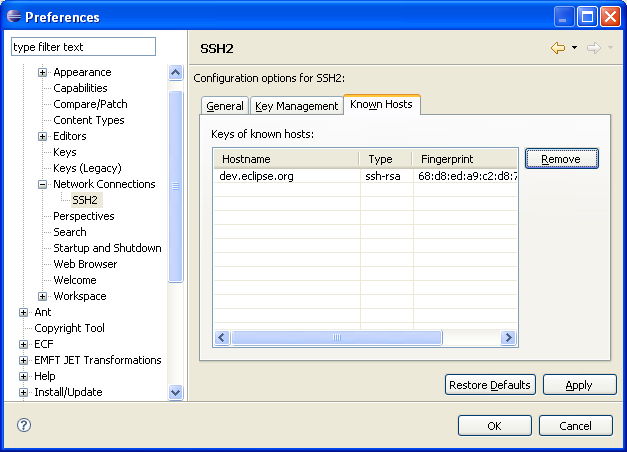 Preferences
type filter text
Appearance
Capabilities
Compare/Patch
Content Types
Editors
Keys
Keys (Legacy)
Network Connections
SSH2
Perspectives
Search
Startup and Shutdown
Web Browser
Welcome
Workspace
Ant
Copyright Tool
ECF
EMFT JET Transformations
Help
Install/Update
SSH2
Configuration options for SSH2:
General Key Management Known Hosts
Keys of known hosts:
Hostname Type Fingerprint
dev.eclipse.org ssh-rsa 68:d8:ed:a9:c2:d8:7
Remove
Restore Defaults Apply
? OK Cancel